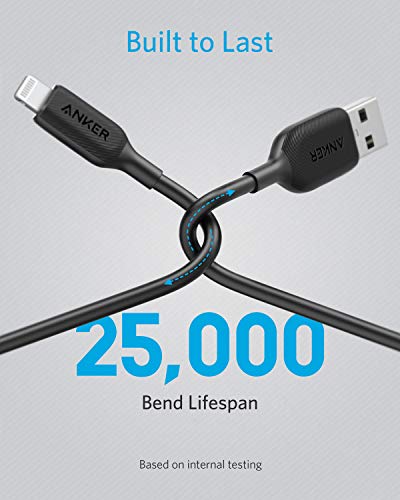 Built to Last
ANKER
ANKER
25,000
Bend Lifespan
Based on internal testing